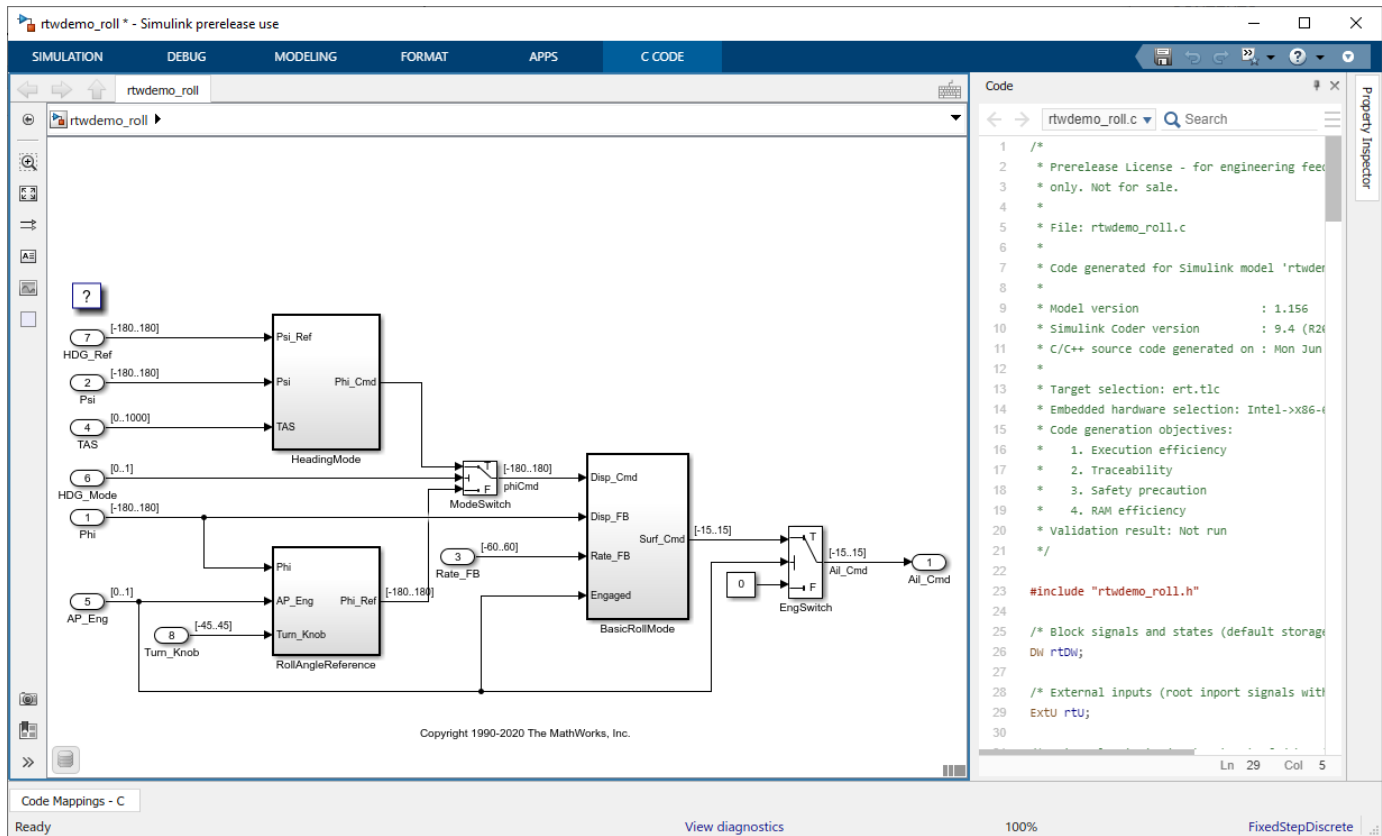 rtwdemo_roll * - Simulink prerelease use
SIMULATION DEBUG MODELING FORMAT APPS C CODE
rtwdemo_roll
rtwdemo_roll
?
[-180..180]
7
HDG_Ref
[-180..180]
2
Psi
[0..1000]
4
TAS
Psi_Ref
Psi
Phi_Cmd
TAS
HeadingMode
[0..1]
6
HDG_Mode
[-180..180]
1
Phi
T
F
ModeSwitch
[-180..180]
phiCmd
[0..1]
5
AP_Eng
[-45..45]
8
Turn_Knob
Phi
AP_Eng
Phi_Ref
Turn_Knob
RollAngleReference
[-180..180]
[-60..60]
3
Rate_FB
Disp_Cmd
Disp_FB
Surf_Cmd
Rate_FB
Engaged
BasicRollMode
[-15..15]
0
T
F
EngSwitch
[-15..15]
Ail_Cmd
1
Ail_Cmd
Copyright 1990-2020 The MathWorks, Inc.
Code
rtwdemo_roll.c Search
1 /*
2 * Prerelease License - for engineering
3 * only. Not for sale.
4 *
5 * File: rtwdemo_roll.c
6 *
7 * Code generated for Simulink model
8 *
9 * Model version : 1.156
10 * Simulink Coder version : 9.4
11 * C/C++ source code generated on : Mon Jun
12 *
13 * Target selection: ert.tlc
14 * Embedded hardware selection:
15 * Code generation objectives:
16 * 1. Execution efficiency
17 * 2. Traceability
18 * 3. Safety precaution
19 * 4. RAM efficiency
20 * Validation result: Not run
21 */
22
23 #include "rtwdemo_roll.h"
24
25 /* Block signals and states (default
26 DW rtDW;
27
28 /* External inputs (root inport signals
29 ExtU rtU;
30
Ln 29 Col 5
Property Inspector
Code Mappings - C
Ready View diagnostics 100% FixedStepDiscrete